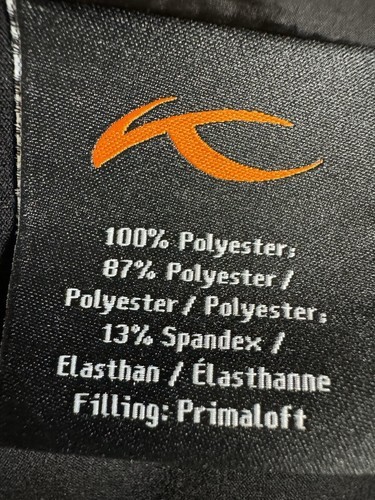 100% Polyester;
87% Polyester /
Polyester / Polyester;
13% Spandex /
Elasthan / Élasthanne
Filling: Primaloft